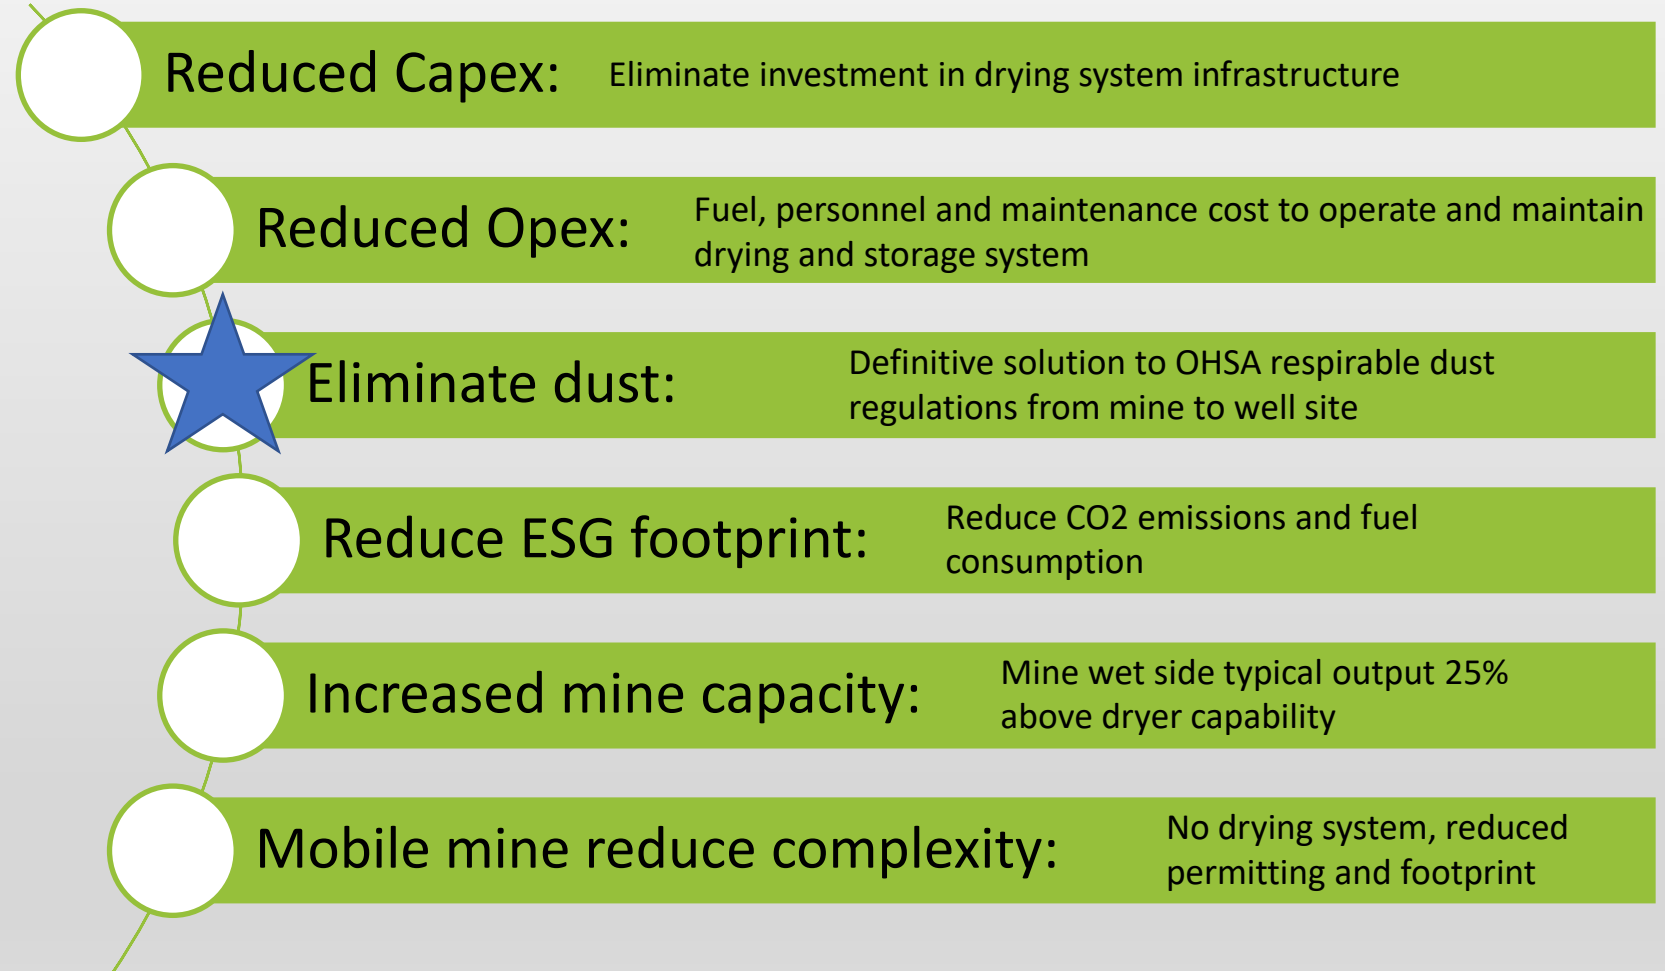 Reduced Capex: Eliminate investment in drying system infrastructure
Reduced Opex: Fuel, personnel and maintenance cost to operate and maintain
drying and storage system
Eliminate dust: Definitive solution to OHSA respirable dust
regulations from mine to well site
Reduce ESG footprint: Reduce CO2 emissions and fuel
consumption
Increased mine capacity: Mine wet side typical output 25%
above dryer capability
Mobile mine reduce complexity: No drying system, reduced
permitting and footprint